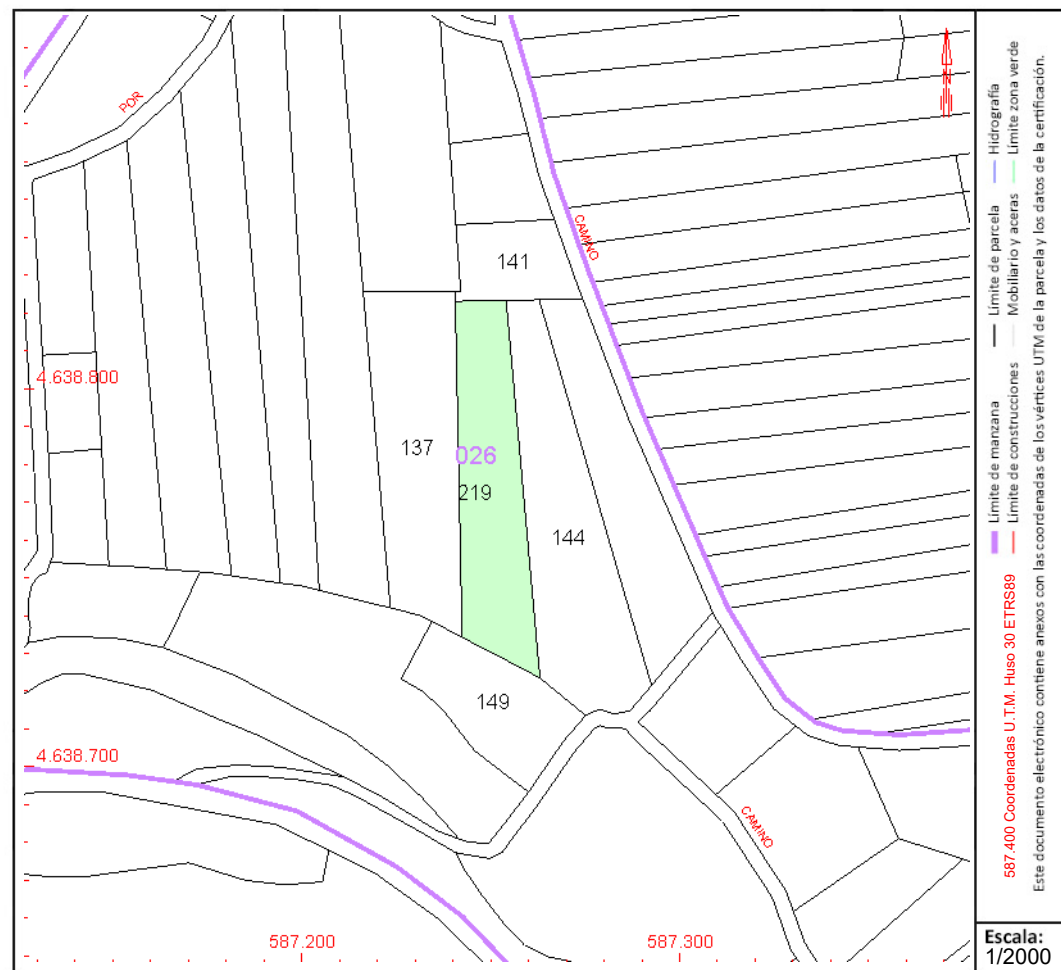 POR
CAMINO
141
4.638.800
137
026
219
144
149
4.638.700
CAMINO
587.200
587.300
N
Límite de manzana
Límite de parcela
Hidrografía
587.400 Coordenadas U.T.M. Huso 30 ETRS89
Límite de construcciones
Mobiliario y aceras
Límite zona verde
Este documento electrónico contiene anexos con las coordenadas de los vértices UTM de la parcela y los datos de la certificación.
Escala:
1/2000